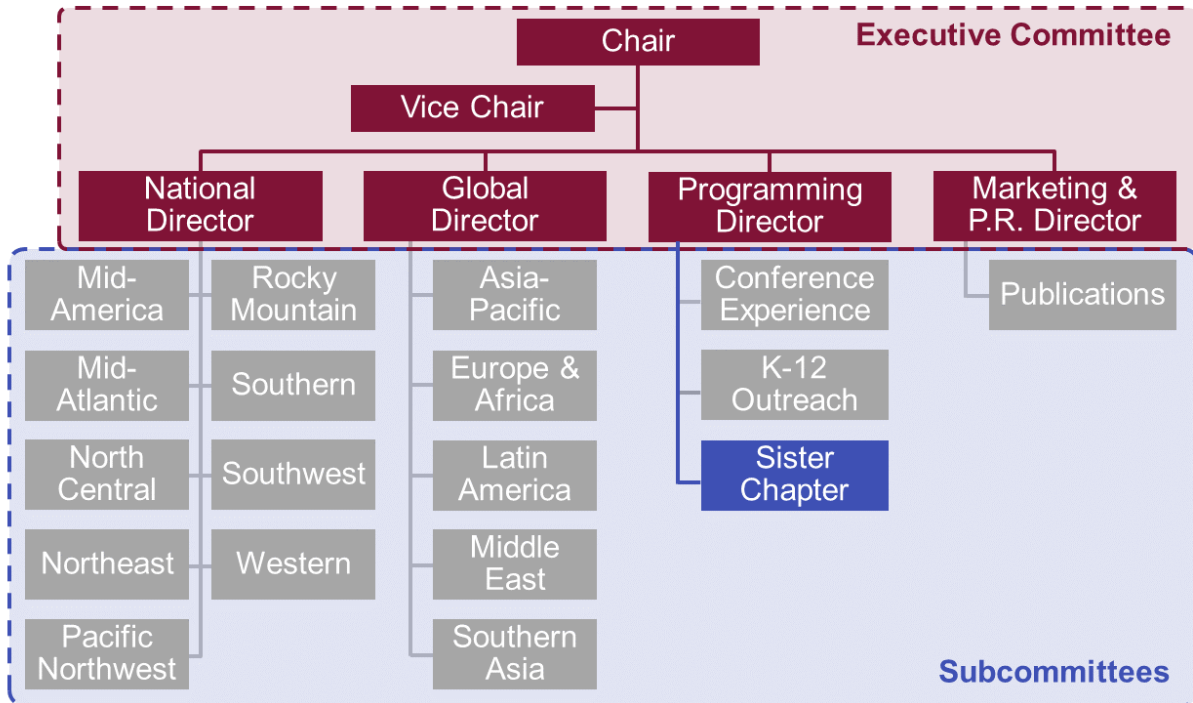 Executive Committee
Chair
Vice Chair
National
Director
Global
Director
Programming
Director
Marketing &
P.R. Director
Mid-
America
Rocky
Mountain
Mid-
Atlantic
Southern
North
Central
Southwest
Northeast
Western
Pacific
Northwest
Asia-
Pacific
Europe &
Africa
Latin
America
Middle
East
Southern
Asia
Conference
Experience
K-12
Outreach
Sister
Chapter
Publications
Subcommittees